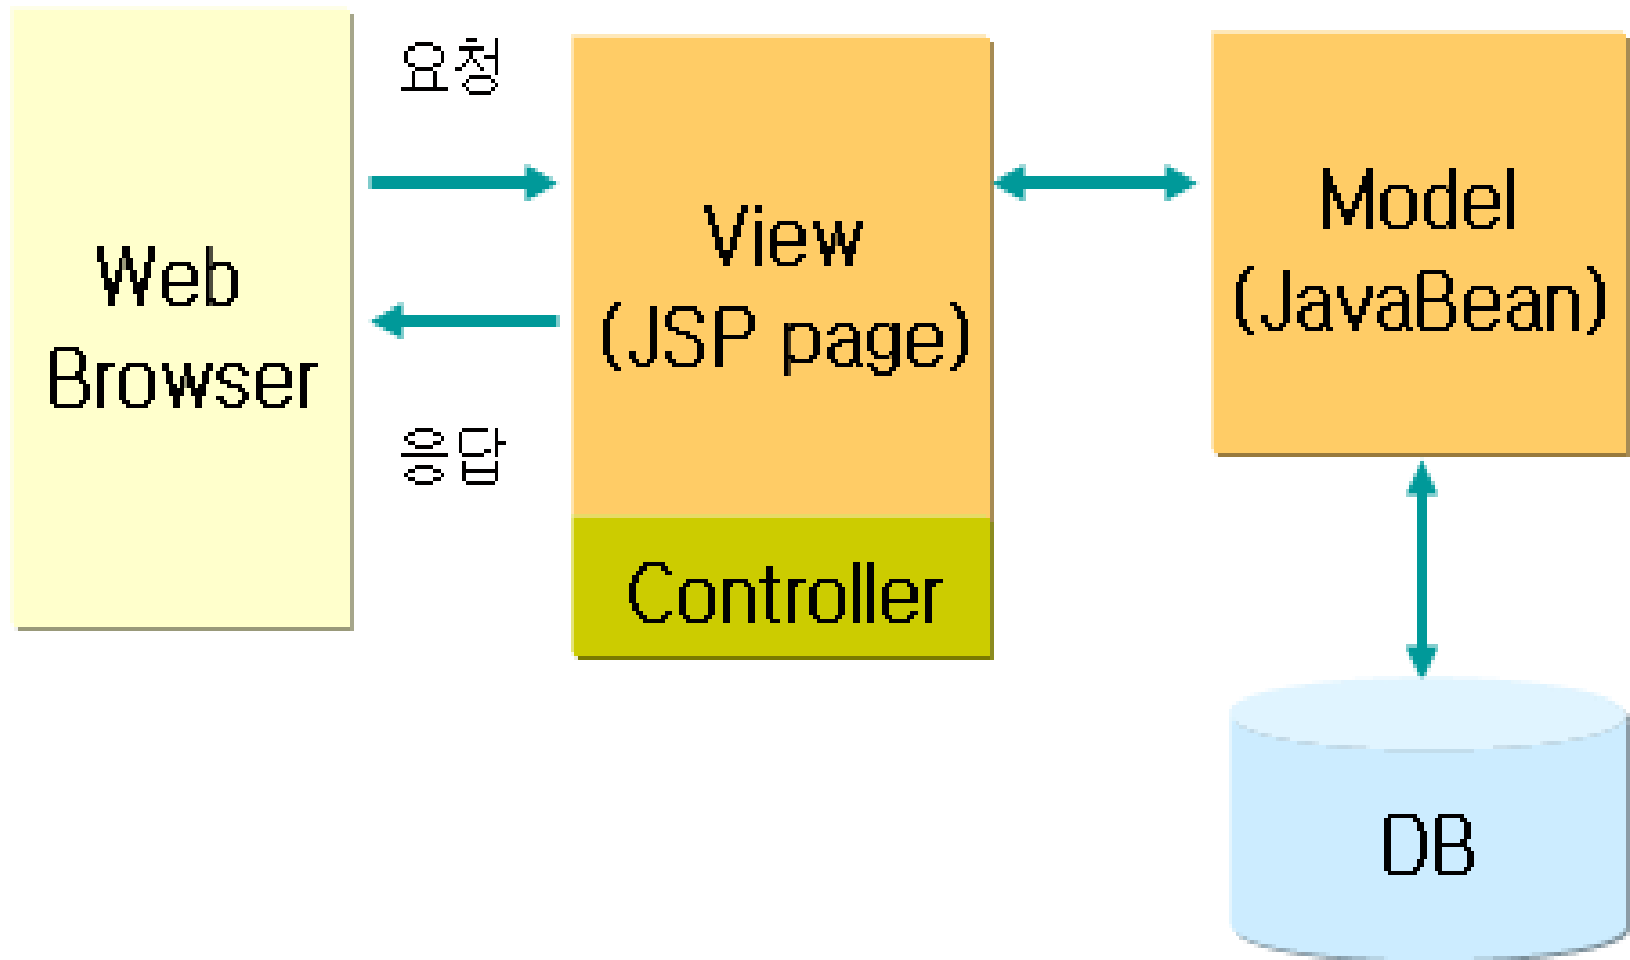 Web
Browser
요청
응답
View
(JSP page)
Controller
Model
(JavaBean)
DB